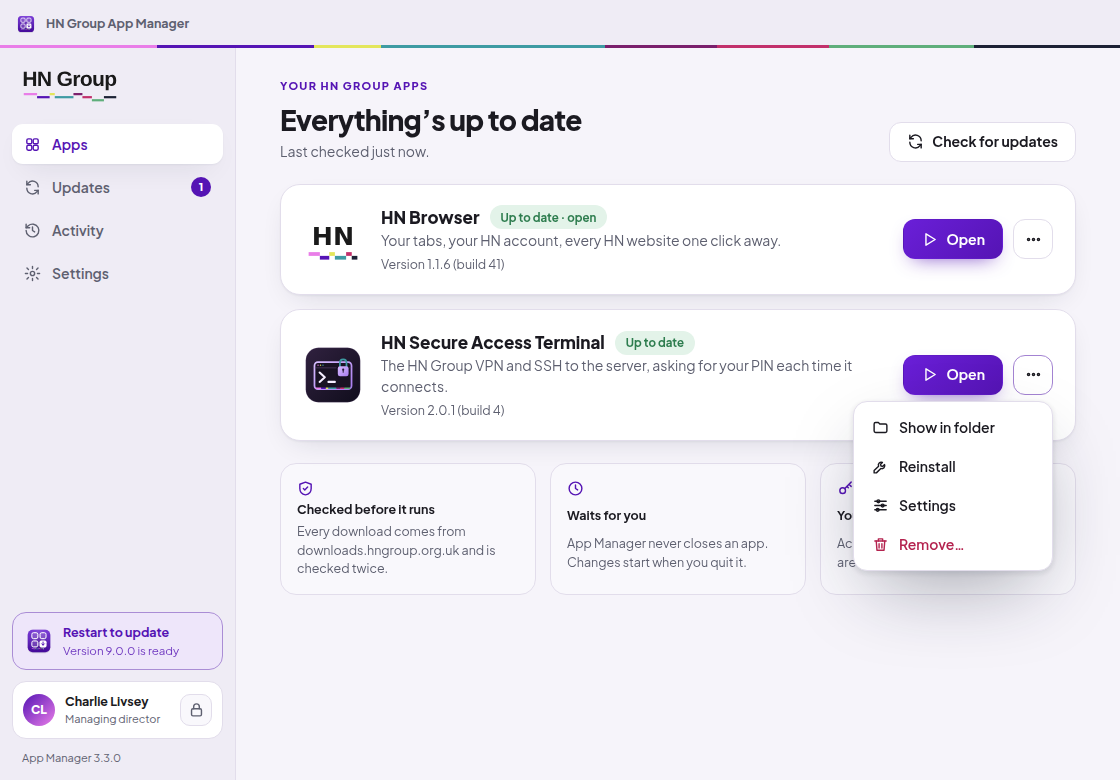 HN Group App Manager
HN Group
Apps
Updates
1
Activity
Settings
Restart to update
Version 9.0.0 is ready
CL
Charlie Livsey
Managing director
App Manager 3.3.0
YOUR HN GROUP APPS
Everything’s up to date
Last checked just now.
Check for updates
HN
HN Browser
Up to date · open
Your tabs, your HN account, every HN website one click away.
Version 1.1.6 (build 41)
Open
HN Secure Access Terminal
Up to date
The HN Group VPN and SSH to the server, asking for your PIN each time it
connects.
Version 2.0.1 (build 4)
Open
Show in folder
Reinstall
Settings
Remove…
Checked before it runs
Every download comes from
downloads.hngroup.org.uk and is
checked twice.
Waits for you
App Manager never closes an app.
Changes start when you quit it.
Yo
Ac
are